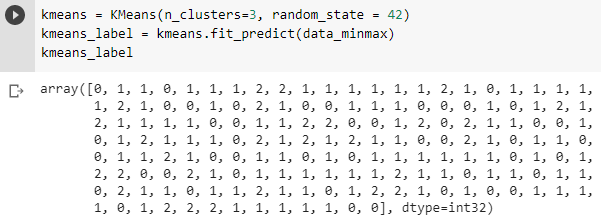 kmeans = KMeans(n_clusters=3, random_state = 42)
kmeans_label = kmeans.fit_predict(data_minmax)
kmeans_label
array([0, 1, 1, 0, 1, 1, 1, 2, 2, 1, 1, 1, 1, 1, 1, 2, 1, 0, 1, 1, 1, 1,
1, 2, 1, 0, 0, 1, 0, 2, 1, 0, 0, 1, 1, 1, 0, 0, 0, 1, 0, 1, 2, 1,
2, 1, 1, 1, 1, 0, 0, 1, 1, 2, 2, 0, 0, 1, 2, 0, 2, 1, 1, 0, 0, 1,
0, 1, 2, 1, 1, 1, 0, 2, 1, 2, 1, 2, 1, 1, 0, 0, 2, 1, 0, 1, 1, 0,
0, 1, 1, 2, 1, 0, 0, 1, 1, 0, 1, 0, 1, 1, 1, 1, 1, 1, 0, 1, 0, 1,
2, 2, 0, 0, 2, 1, 0, 1, 1, 1, 1, 1, 1, 1, 2, 1, 1, 0, 1, 1, 0, 1, 1,
0, 2, 1, 1, 0, 1, 1, 2, 1, 1, 0, 1, 2, 2, 1, 0, 1, 0, 0, 1, 1, 1, 1,
1, 0, 1, 2, 2, 2, 1, 1, 1, 1, 1, 0, 0], dtype=int32)